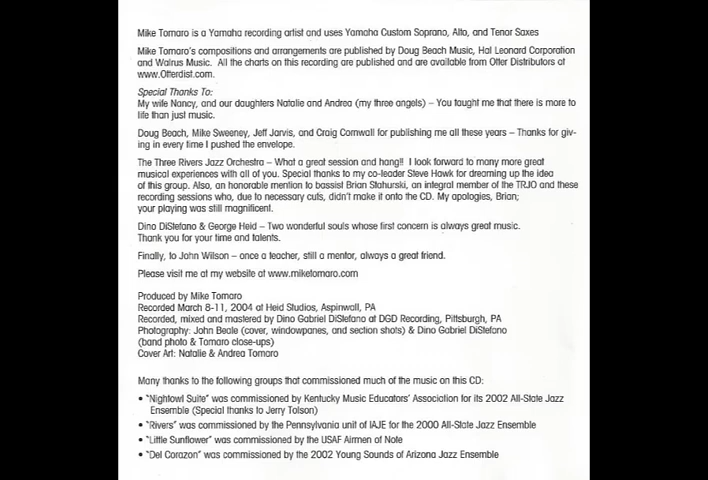 Mike Tomaro is a Yamaha recording artist and uses Yamaha Custom Soprano, Alto, and Tenor Saxes
Mike Tomaro's compositions and arrangements are published by Doug Beach Music, Hal Leonard Corporation
and Walrus Music. All the charts on this recording are published and are available from Otter Distributors at
www.Otterdist.com.
Special Thanks To:
My wife Nancy, and our daughters Natalie and Andrea (my three angels) – You taught me that there is more to
life than just music.
Doug Beach, Mike Sweeney, Jeff Jarvis, and Craig Cornwall for publishing me all these years – Thanks for giv-
ing in every time I pushed the envelope.
The Three Rivers Jazz Orchestra – What a great session and hang!! I look forward to many more great
musical experiences with all of you. Special thanks to my co-leader Steve Hawk for dreaming up the idea
of this group. Also, an honorable mention to bassist Brian Stahurski, an integral member of the TRJO and these
recording sessions who, due to necessary cuts, didn't make it onto the CD. My apologies, Brian;
your playing was still magnificent.
Dino DiStefano & George Heid – Two wonderful souls whose first concern is always great music.
Thank you for your time and talents.
Finally, to John Wilson – once a teacher, still a mentor, always a great friend.
Please visit me at my website at www.miketomaro.com
Produced by Mike Tomaro
Recorded March 8-11, 2004 at Heid Studios, Aspinwall, PA
Recorded, mixed and mastered by Dino Gabriel DiStefano at DGD Recording, Pittsburgh, PA
Photography: John Beale (cover, windowpanes, and section shots) & Dino Gabriel DiStefano
(band photo & Tomaro close-ups)
Cover Art: Natalie & Andrea Tomaro
Many thanks to the following groups that commissioned much of the music on this CD:
• "Nightowl Suite" was commissioned by Kentucky Music Educators' Association for its 2002 All-State Jazz
Ensemble (Special thanks to Jerry Tolson)
• "Rivers" was commissioned by the Pennsylvania unit of IAJE for the 2000 All-State Jazz Ensemble
• "Little Sunflower" was commissioned by the USAF Airmen of Note
• "Del Corazon" was commissioned by the 2002 Young Sounds of Arizona Jazz Ensemble